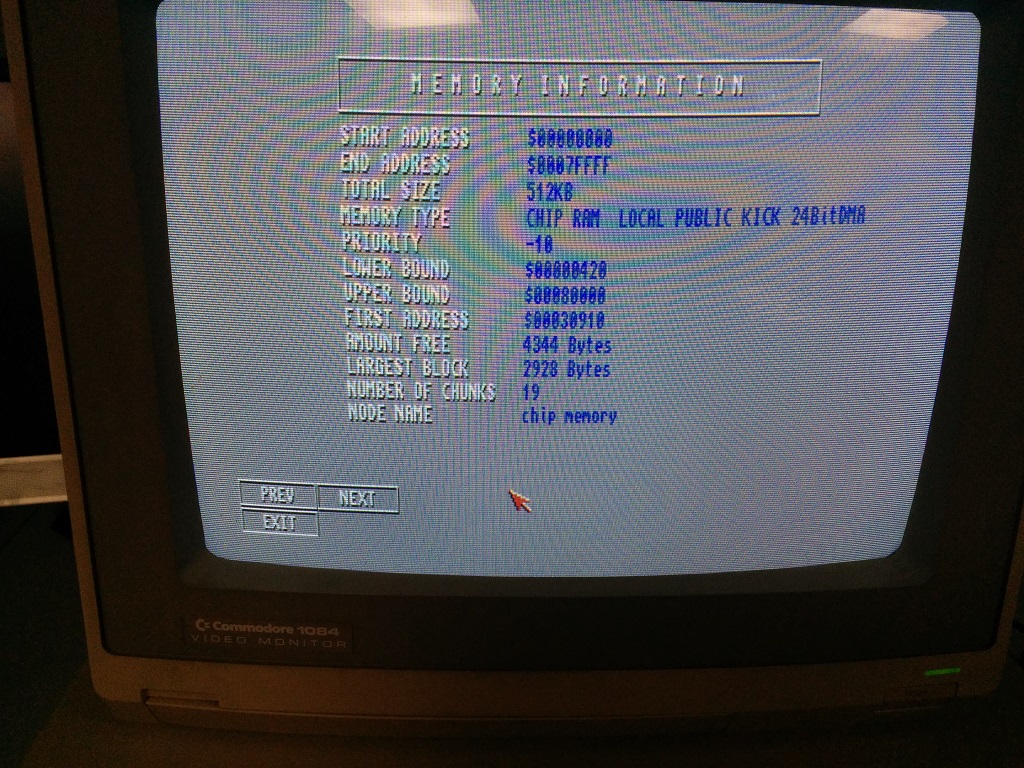 MEMORY INFORMATION
START ADDRESS $00000000
END ADDRESS $0007FFFF
TOTAL SIZE 512KB
MEMORY TYPE CHIP RAM LOCAL PUBLIC KICK 24BitDMA
PRIORITY -10
LOWER BOUND $00000420
UPPER BOUND $00080000
FIRST ADDRESS $00030910
AMOUNT FREE 4344 Bytes
LARGEST BLOCK 2928 Bytes
NUMBER OF CHUNKS 19
NODE NAME chip memory
PREV NEXT
EXIT
Commodore 1084
VIDEO MONITOR